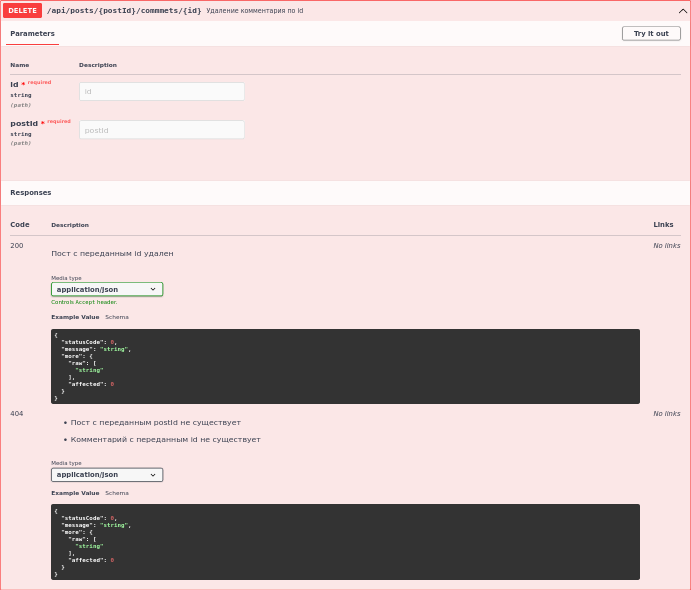 DELETE /api/posts/{postId}/commmets/{id} Удаление комментария по id
Parameters Try it out
Name Description
id * required
string
(path)
id
postId * required
string
(path)
postId
Responses
Code Description Links
200 No links
Пост с переданным id удален
Media type
application/json
Controls Accept header.
Example Value Schema
{
"statusCode": 0,
"message": "string",
"more": {
"raw": [
"string"
],
"affected": 0
}
}
404 No links
• Пост с переданным postId не существует
• Комментарий с переданным id не существует
Media type
application/json
Example Value Schema
{
"statusCode": 0,
"message": "string",
"more": {
"raw": [
"string"
],
"affected": 0
}
}